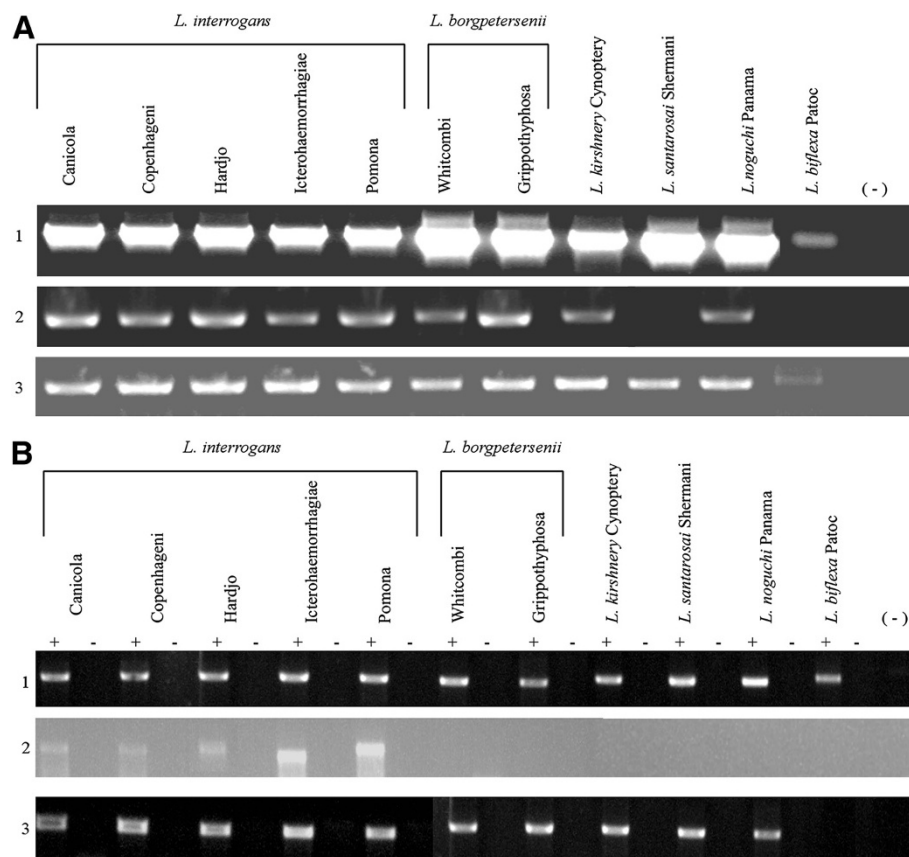 A
L. interrogans
L. borgpetersenii
Canicola
Copenhageni
Hardjo
Icterohaemorrhagiae
Pomona
Whitcombi
Grippothyphosa
L. kirshnery Cynoptery
L. santarosai Shermani
L.noguchi Panama
L. biflexa Patoc
(-)
1
2
3
B
L. interrogans
L. borgpetersenii
Canicola
Copenhageni
Hardjo
Icterohaemorrhagiae
Pomona
Whitcombi
Grippothyphosa
L. kirshnery Cynoptery
L. santarosai Shermani
L. noguchi Panama
L. biflexa Patoc
(-)
+ - + - + - + - + - + - + - + - + - + - + -
1
2
3